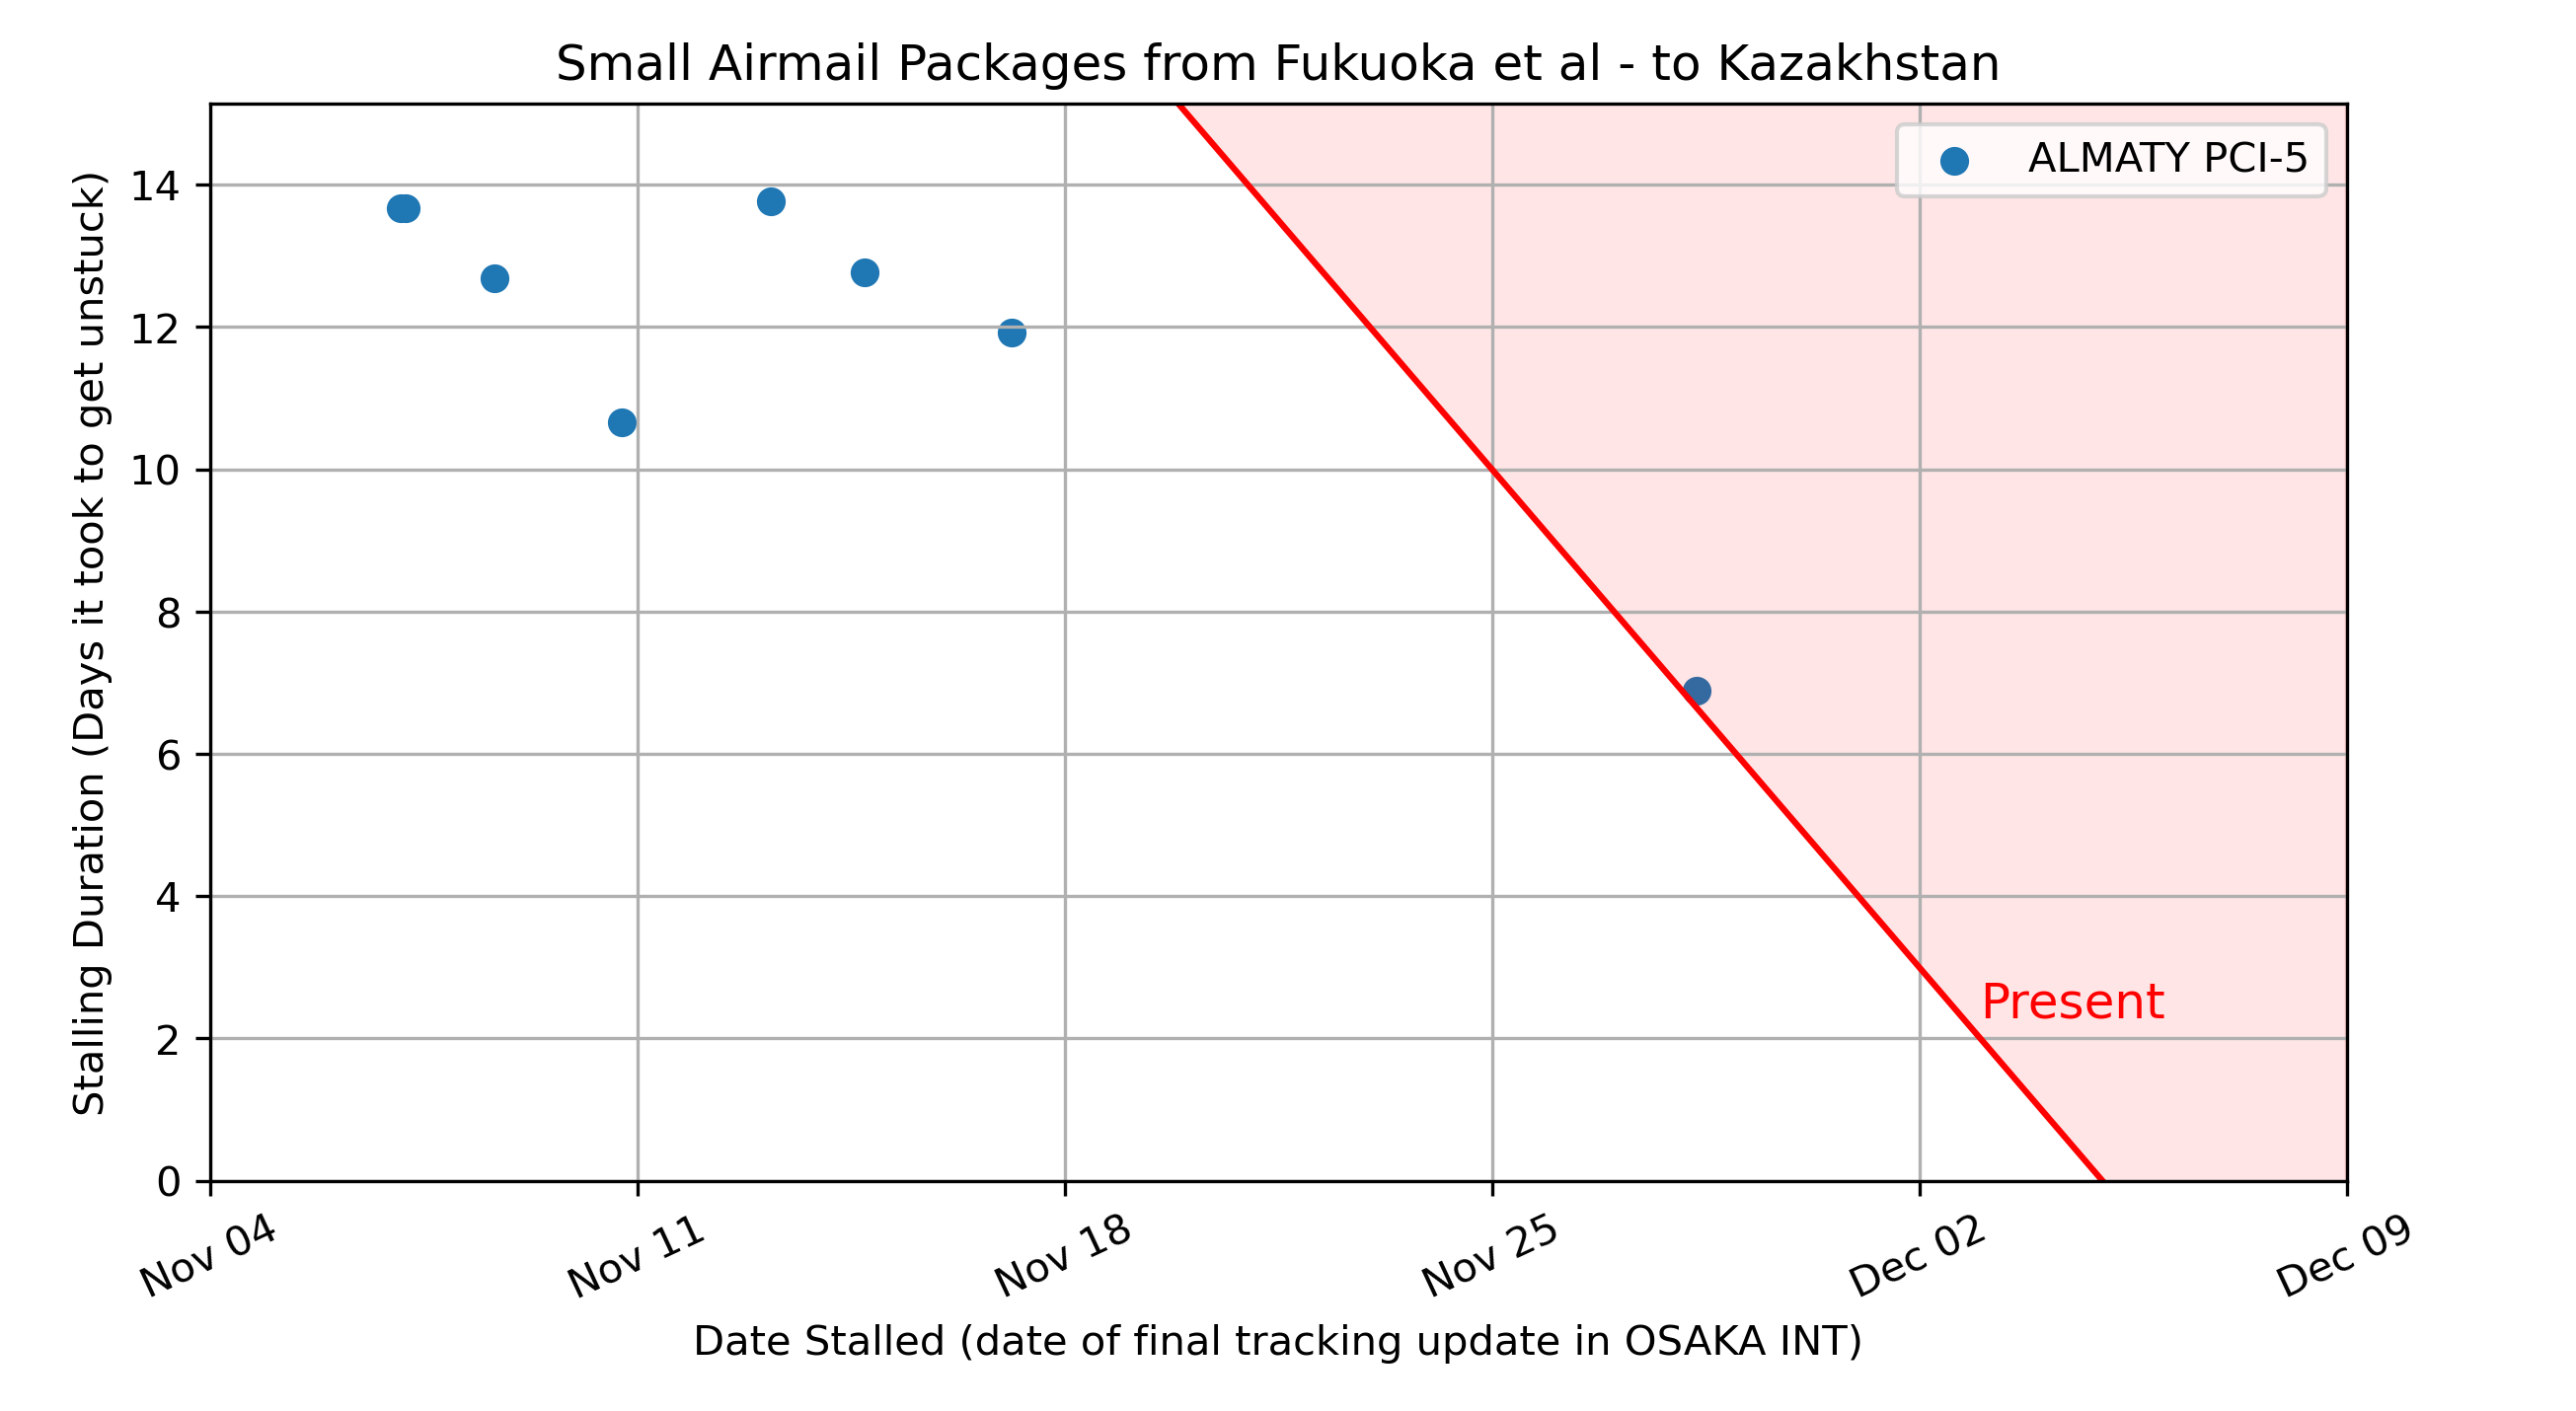 Small Airmail Packages from Fukuoka et al - to Kazakhstan
ALMATY PCI-5
Stalling Duration (Days it took to get unstuck)
14
12
10
8
6
4
2
0
Present
Nov 04
Nov 11
Nov 18
Nov 25
Dec 02
Dec 09
Date Stalled (date of final tracking update in OSAKA INT)